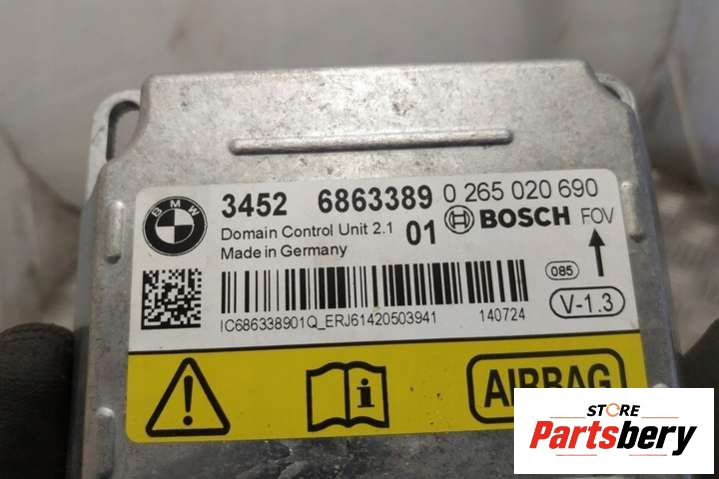 BMW 3452 6863389 0 265 020 690
Domain Control Unit 2.1 01 BOSCH FOV
Made in Germany
085
V-1.3
IC686338901Q_ERJ61420503941 140724
i AIRBAG
STORE
Partsbery